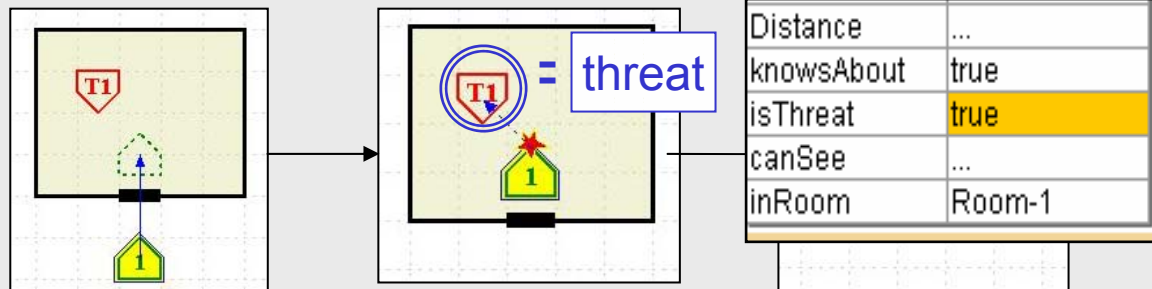 T1
1
T1
= threat
1
Distance ...
knowsAbout true
isThreat true
canSee ...
inRoom Room-1